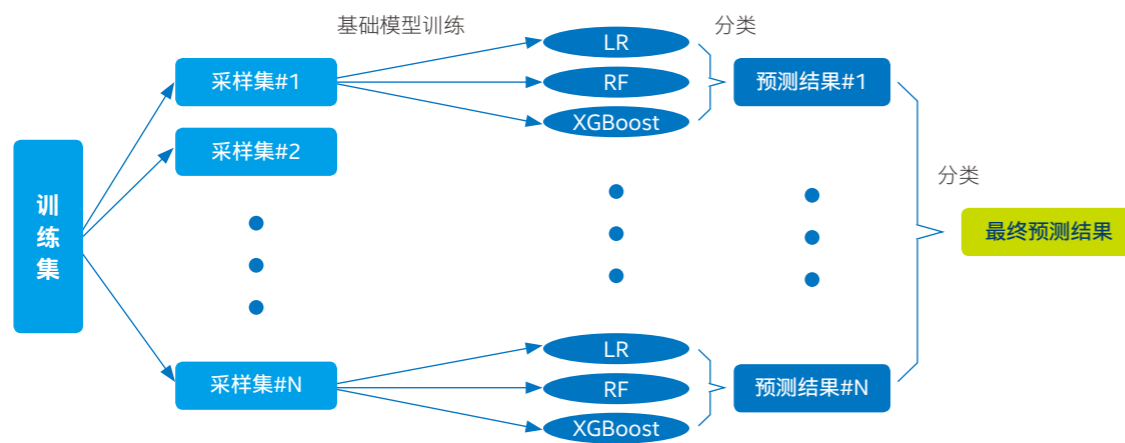 基础模型训练
分类
LR
采样集#1
RF
预测结果#1
XGBoost
采样集#2
训练集
分类
最终预测结果
LR
采样集#N
RF
预测结果#N
XGBoost